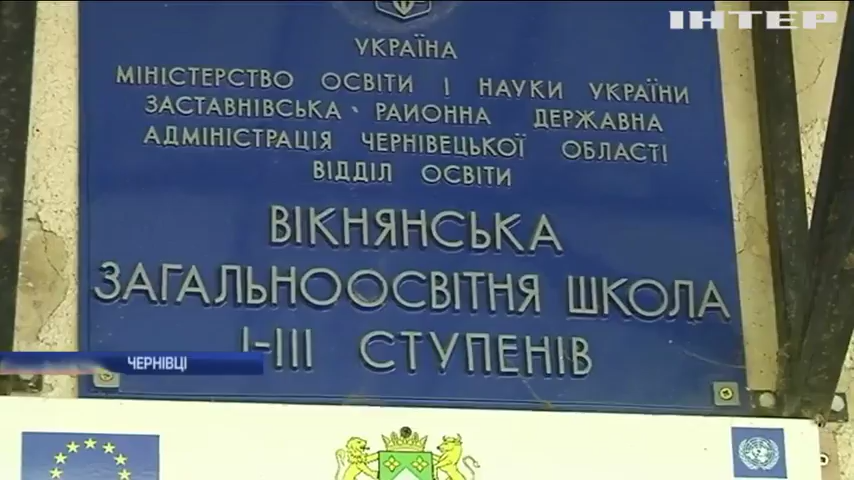 ІНТЕР
УКРАЇНА
МІНІСТЕРСТВО ОСВІТИ І НАУКИ УКРАЇНИ
ЗАСТАВНІВСЬКА РАЙОННА ДЕРЖАВНА
АДМІНІСТРАЦІЯ ЧЕРНІВЕЦЬКОЇ ОБЛАСТІ
ВІДДІЛ ОСВІТИ
ВІКНЯНСЬКА
ЗАГАЛЬНООСВІТНЯ ШКОЛА
І-ІІІ СТУПЕНІВ
ЧЕРНІВЦІ